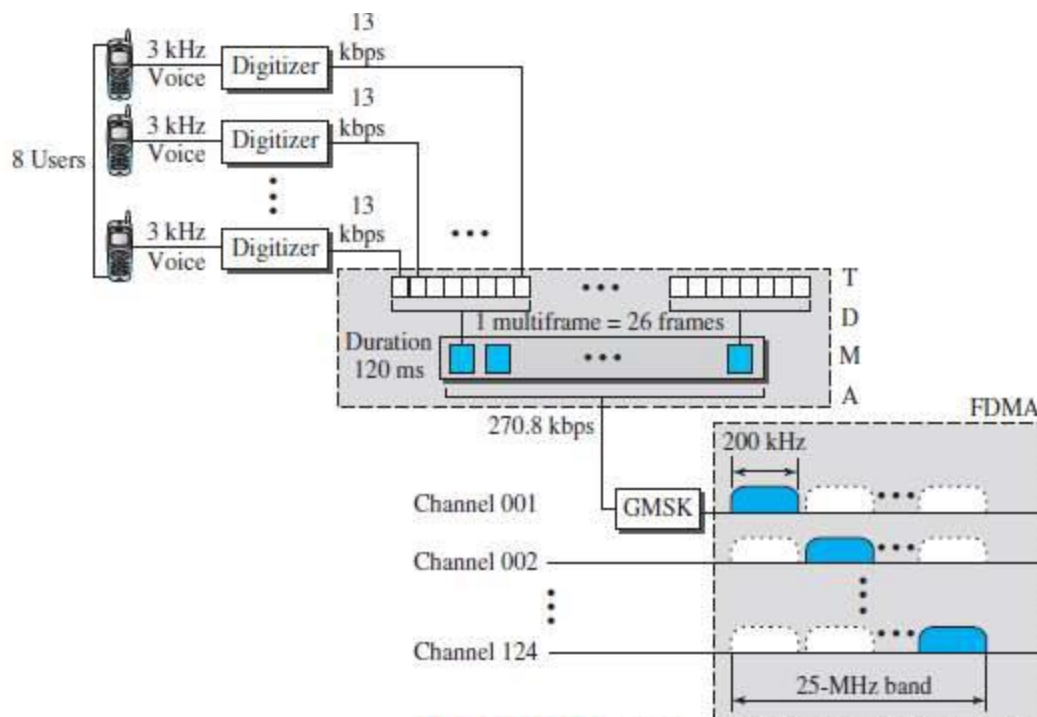 13
3 kHz
Voice
Digitizer
kbps
13
3 kHz
Voice
Digitizer
kbps
8 Users
13
3 kHz
Voice
Digitizer
kbps
T
D
1 multiframe = 26 frames
Duration
120 ms
M
A
270.8 kbps
FDMA
200 kHz
Channel 001
GMSK
Channel 002
Channel 124
25-MHz band